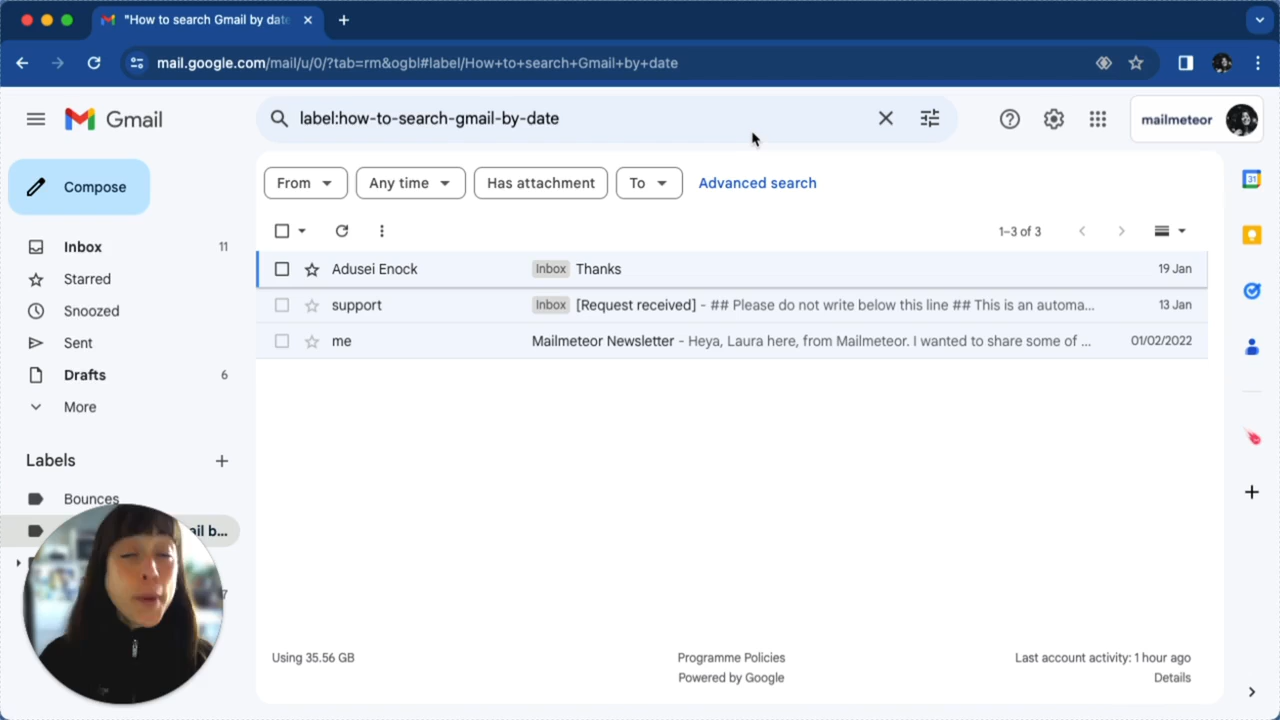 "How to search Gmail by date
mail.google.com/mail/u/0/?tab=rm&ogbl#label/How+to+search+Gmail+by+date
Gmail
label:how-to-search-gmail-by-date
mailmeteor
Compose
From
Any time
Has attachment
To
Advanced search
1–3 of 3
Inbox 11
Starred
Snoozed
Sent
Drafts 6
More
Adusei Enock Inbox Thanks 19 Jan
support Inbox [Request received] - ## Please do not write below this line ## This is an automa... 13 Jan
me Mailmeteor Newsletter - Heya, Laura here, from Mailmeteor. I wanted to share some of ... 01/02/2022
Labels
Bounces
ail b...
7
31
Using 35.56 GB
Programme Policies
Powered by Google
Last account activity: 1 hour ago
Details